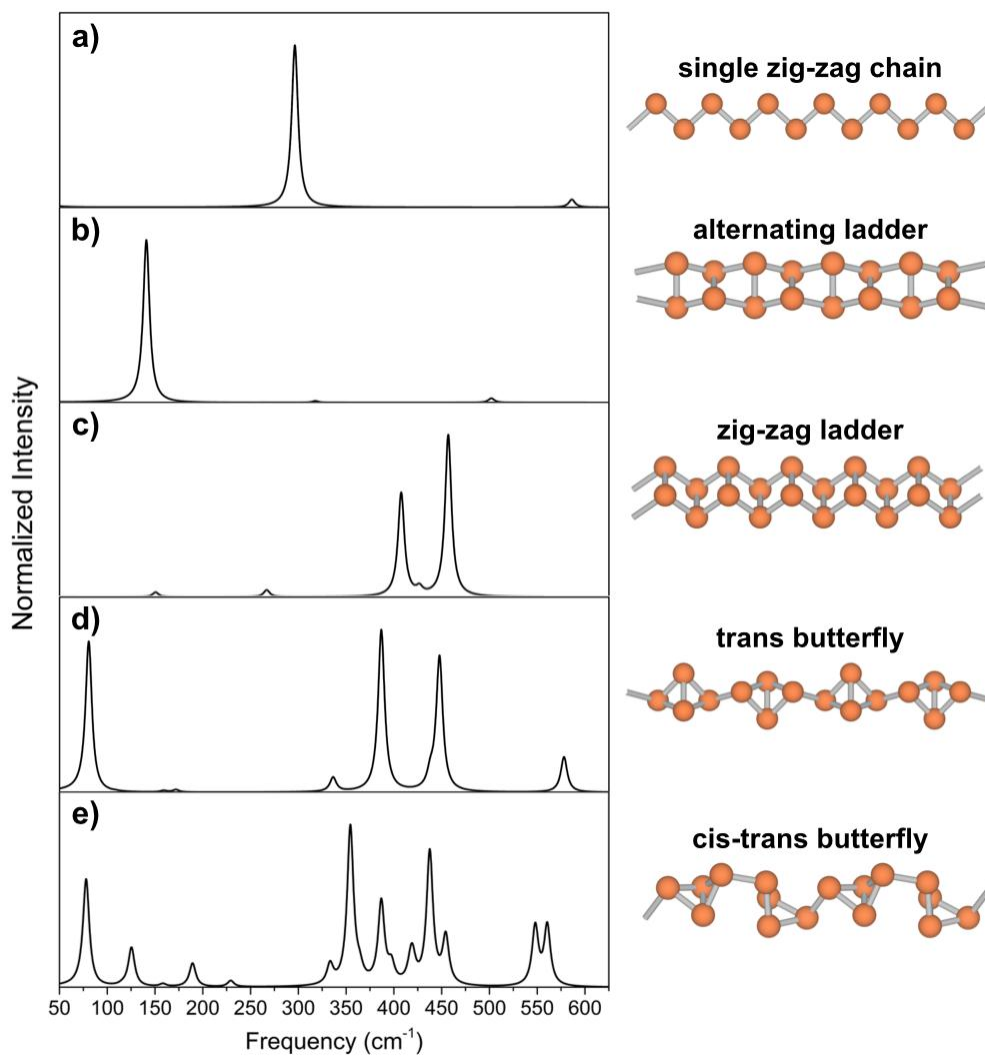 a)
single zig-zag chain
b)
alternating ladder
c)
zig-zag ladder
d)
trans butterfly
e)
cis-trans butterfly
Normalized Intensity
50 100 150 200 250 300 350 400 450 500 550 600
Frequency (cm⁻¹)